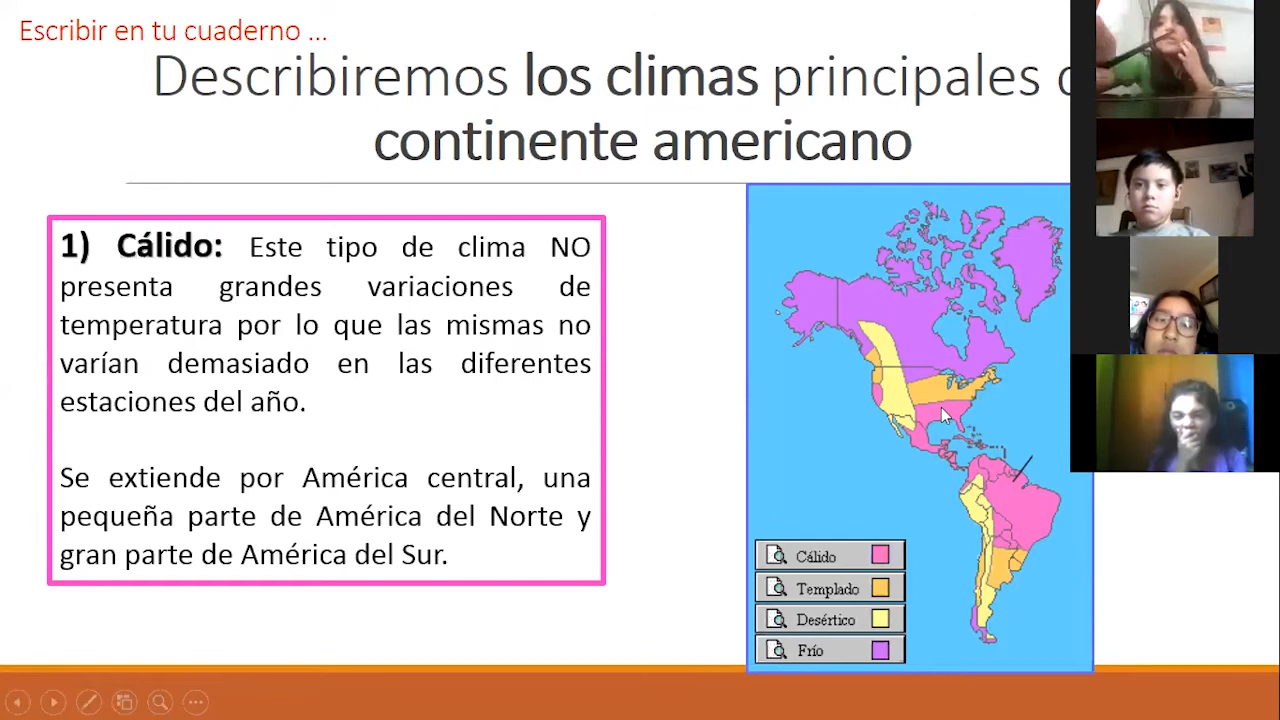 Escribir en tu cuaderno ...
Describiremos los climas principales
continente americano
1) Cálido: Este tipo de clima NO
presenta grandes variaciones de
temperatura por lo que las mismas no
varían demasiado en las diferentes
estaciones del año.
Se extiende por América central, una
pequeña parte de América del Norte y
gran parte de América del Sur.
Cálido
Templado
Desértico
Frío